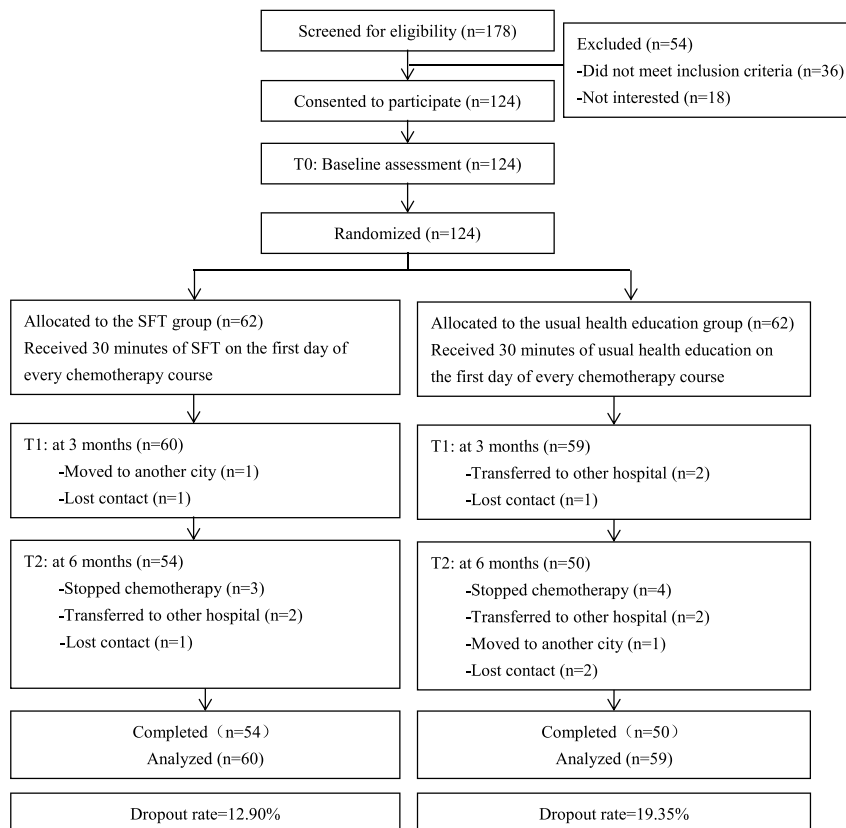 Screened for eligibility (n=178)
Excluded (n=54)
-Did not meet inclusion criteria (n=36)
-Not interested (n=18)
Consented to participate (n=124)
T0: Baseline assessment (n=124)
Randomized (n=124)
Allocated to the SFT group (n=62)
Received 30 minutes of SFT on the first day of
every chemotherapy course
Allocated to the usual health education group (n=62)
Received 30 minutes of usual health education on
the first day of every chemotherapy course
T1: at 3 months (n=60)
-Moved to another city (n=1)
-Lost contact (n=1)
T1: at 3 months (n=59)
-Transferred to other hospital (n=2)
-Lost contact (n=1)
T2: at 6 months (n=54)
-Stopped chemotherapy (n=3)
-Transferred to other hospital (n=2)
-Lost contact (n=1)
T2: at 6 months (n=50)
-Stopped chemotherapy (n=4)
-Transferred to other hospital (n=2)
-Moved to another city (n=1)
-Lost contact (n=2)
Completed（n=54）
Analyzed (n=60)
Completed（n=50）
Analyzed (n=59)
Dropout rate=12.90%
Dropout rate=19.35%